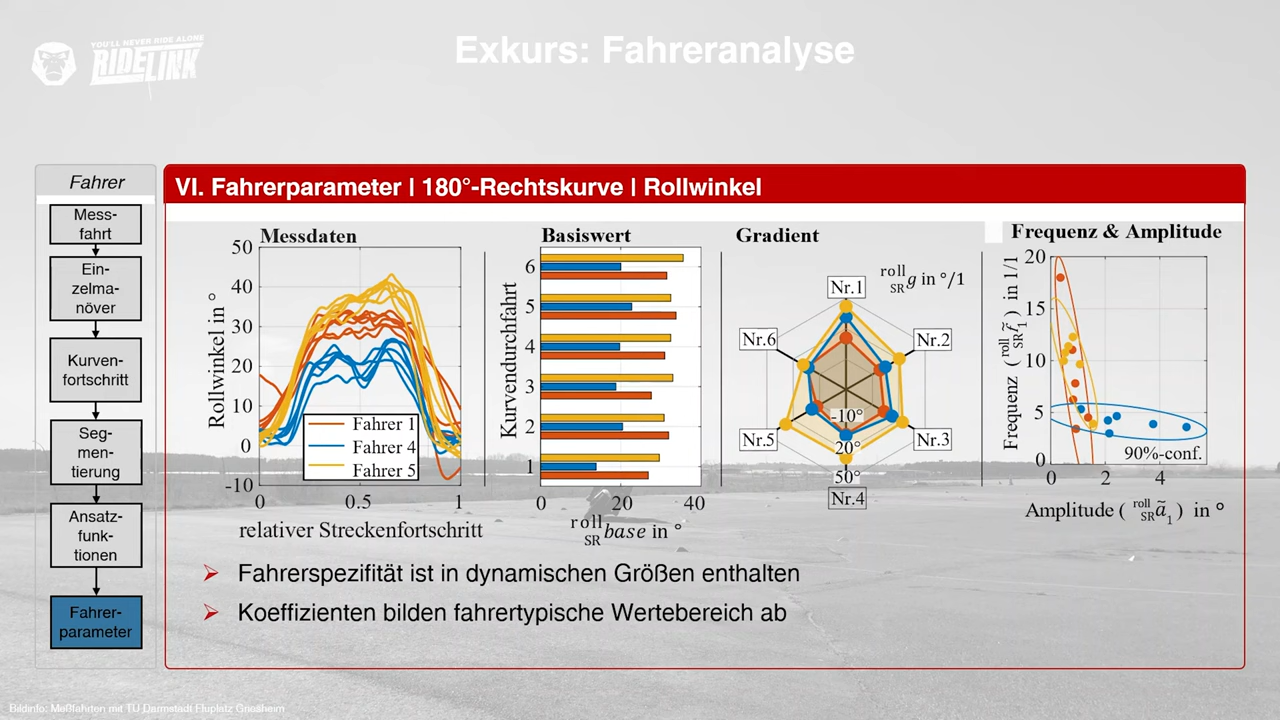 YOU'LL NEVER RIDE ALONE
RIDELINK
Exkurs: Fahreranalyse
Fahrer
Mess-
fahrt
Ein-
zelma-
növer
Kurven-
fortschritt
Seg-
men-
tierung
Ansatz-
funk-
tionen
Fahrer-
parameter
VI. Fahrerparameter | 180°-Rechtskurve | Rollwinkel
Messdaten
Rollwinkel in °
50
40
30
20
10
0
-10
Fahrer 1
Fahrer 4
Fahrer 5
0 0.5 1
relativer Streckenfortschritt
Basiswert
Kurvendurchfahrt
6
5
4
3
2
1
0 20 40
roll SR base in °
Gradient
roll SR g in °/1
Nr.1
Nr.2
Nr.3
Nr.4
Nr.5
Nr.6
-10°
20°
50°
Frequenz & Amplitude
Frequenz ( roll SR f̃ 1 ) in 1/1
20
15
10
5
0
90%-conf.
0 2 4
Amplitude ( roll SR ã 1 ) in °
Fahrerspezifität ist in dynamischen Größen enthalten
Koeffizienten bilden fahrertypische Wertebereich ab
Bildinfo: Meßfahrten mit TU Darmstadt Fluplatz Griesheim